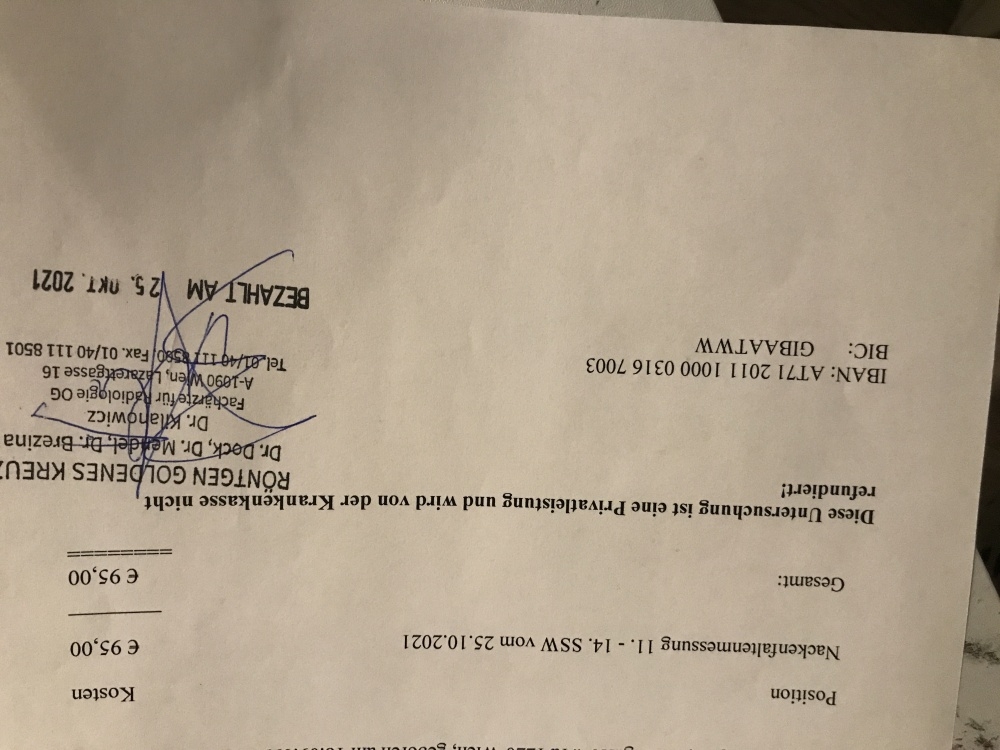 Position Kosten
Nackenfaltenmessung 11. - 14. SSW vom 25.10.2021 € 95,00
Gesamt: € 95,00
=========
Diese Untersuchung ist eine Privatleistung und wird von der Krankenkasse nicht
refundiert!
RÖNTGEN GOLDENES KREUZ
Dr. Dock, Dr. Mendel, Dr. Brezina
Dr. Kilanowicz
Fachärzte für Radiologie OG
A-1090 Wien, Lazarettgasse 16
Tel. 01/40 111 8500, Fax. 01/40 111 8501
IBAN: AT71 2011 1000 0316 7003
BIC: GIBAATWW
BEZAHLT AM 25. OKT. 2021